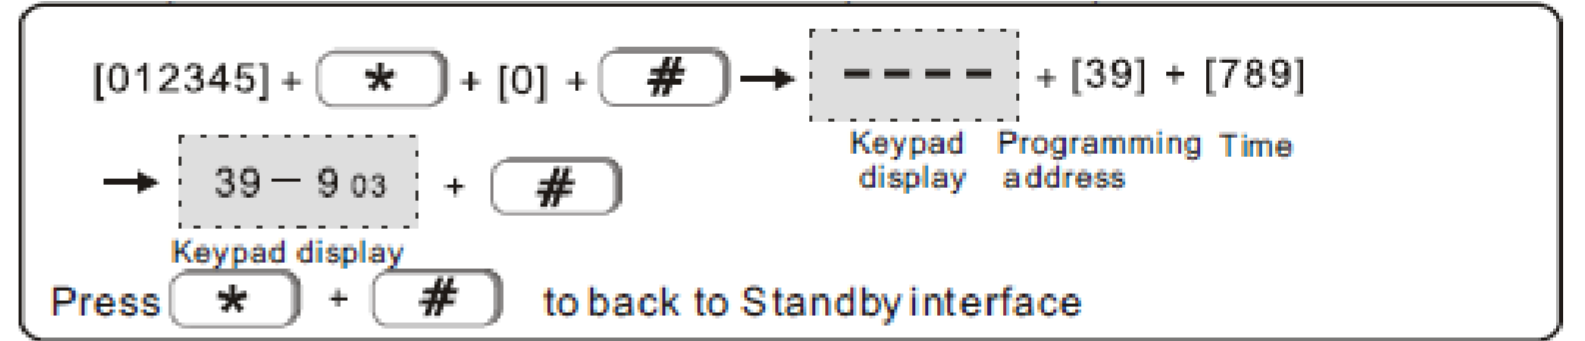 [012345] + * + [0] + # → – – – – + [39] + [789]
Keypad display Programming address Time
→ 39 – 9 03 + #
Keypad display
Press * + # to back to Standby interface